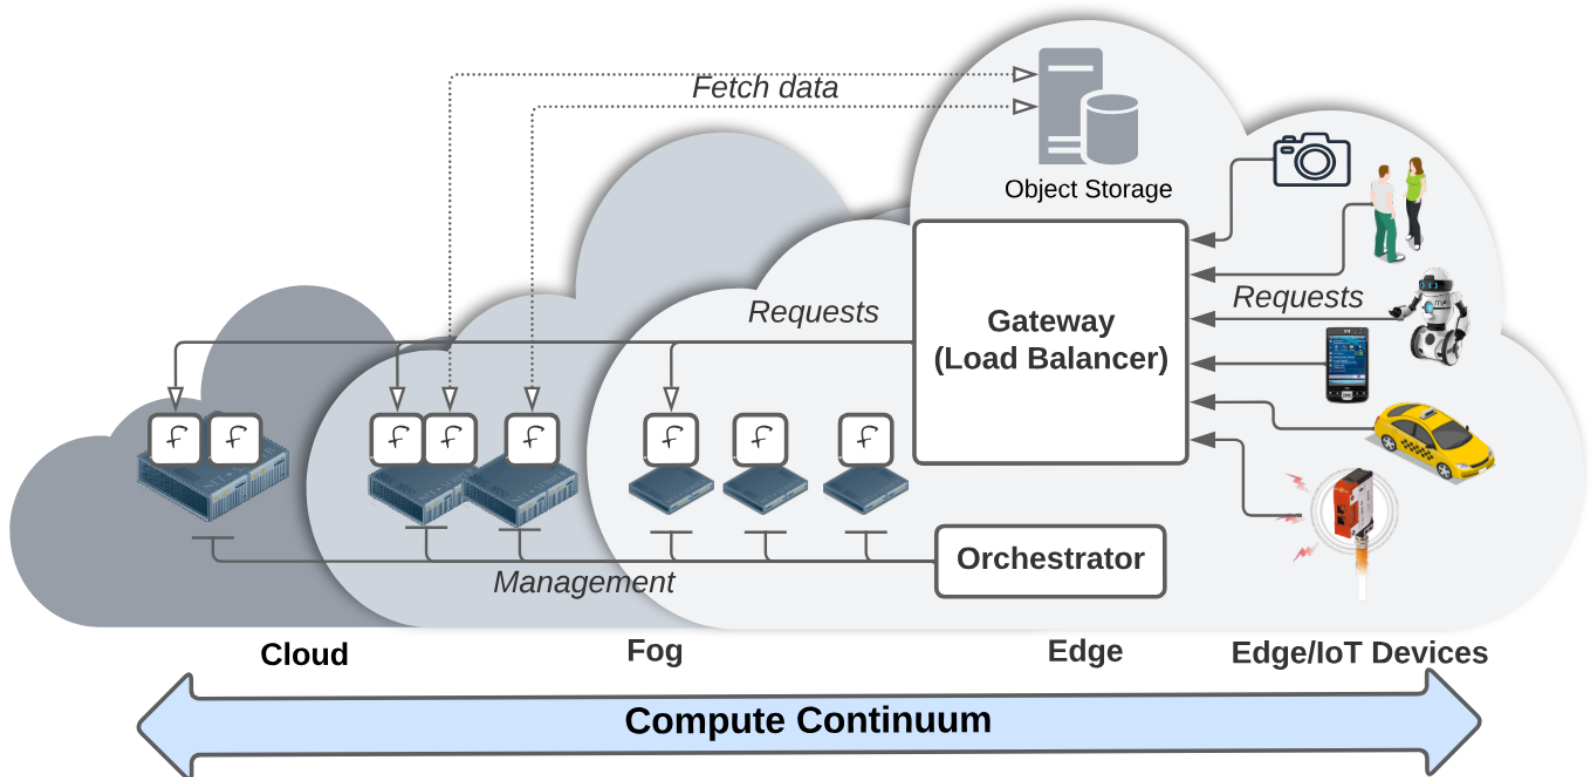 Fetch data
Object Storage
Requests
Gateway
(Load Balancer)
Requests
f
f
f
f
f
f
f
f
Orchestrator
Management
Cloud
Fog
Edge
Edge/IoT Devices
Compute Continuum